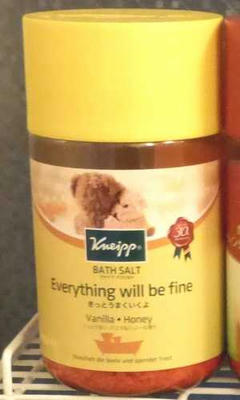 Kneipp
BATH SALT
Everything will be fine
きっとうまくいくよ
Vanilla • Honey